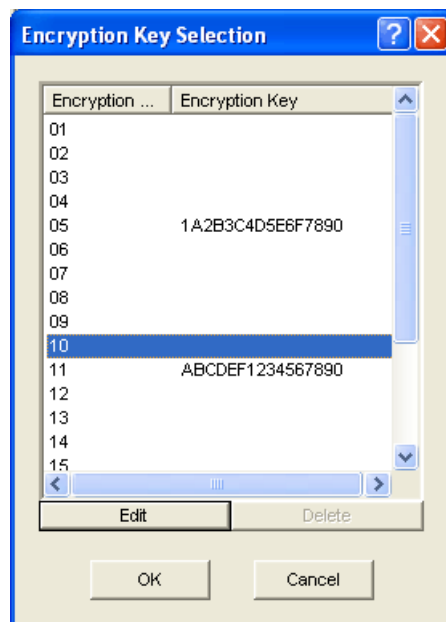 Encryption Key Selection
Encryption ... Encryption Key
01
02
03
04
05 1A2B3C4D5E6F7890
06
07
08
09
10
11 ABCDEF1234567890
12
13
14
15
Edit Delete
OK Cancel